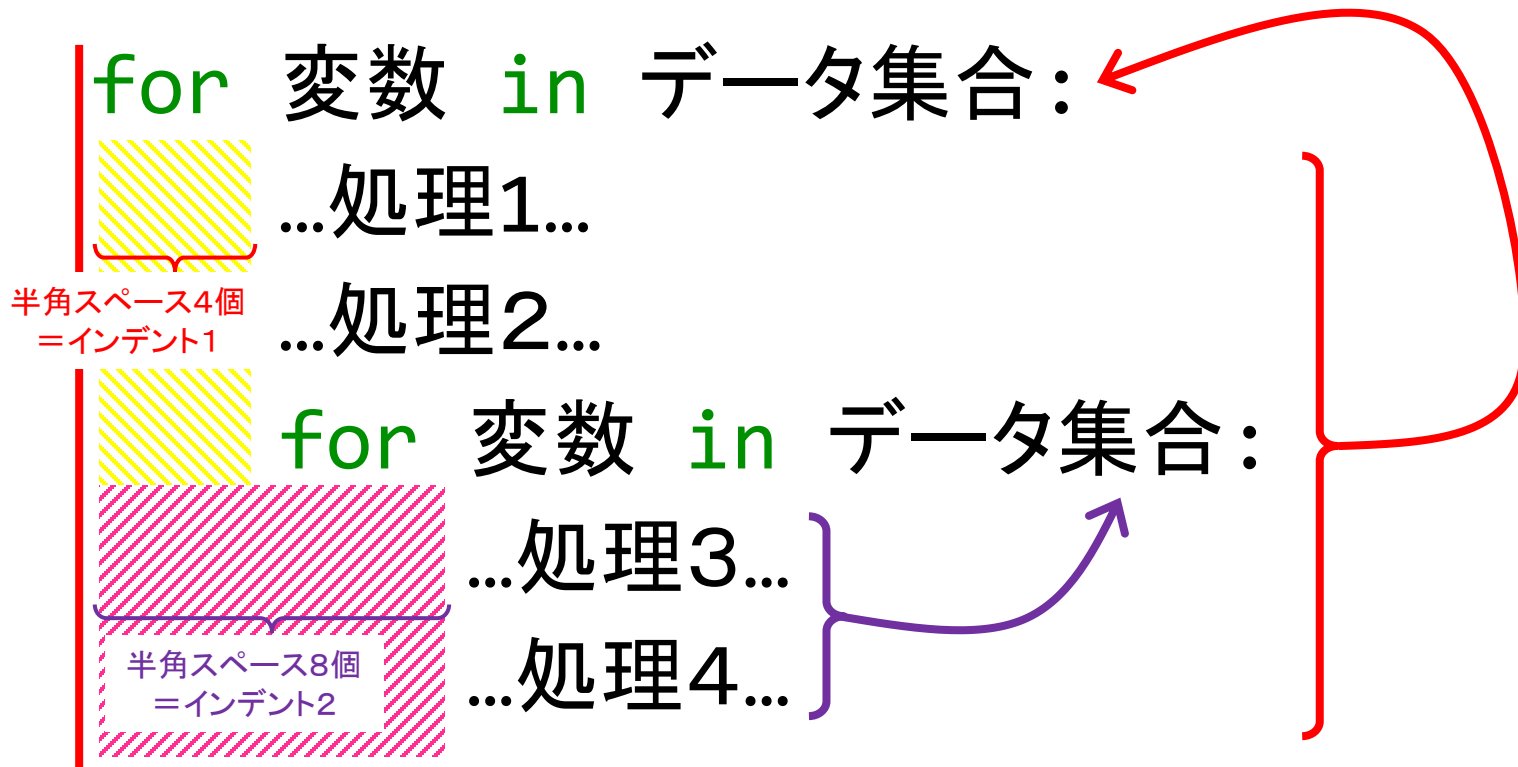 for 変数 in データ集合:
…処理1…
半角スペース4個
＝インデント1
…処理2…
for 変数 in データ集合:
…処理3…
半角スペース8個
＝インデント2
…処理4…